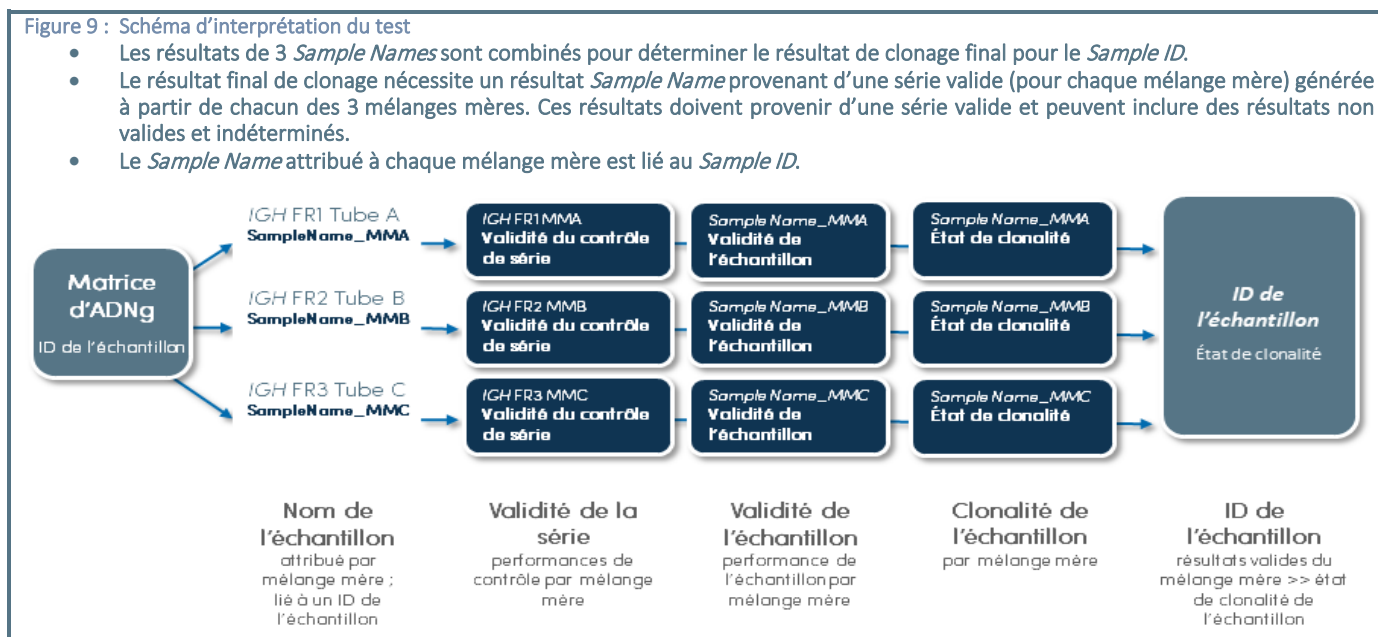 Figure 9 : Schéma d'interprétation du test
• Les résultats de 3 Sample Names sont combinés pour déterminer le résultat de clonage final pour le Sample ID.
• Le résultat final de clonage nécessite un résultat Sample Name provenant d'une série valide (pour chaque mélange mère) générée
à partir de chacun des 3 mélanges mères. Ces résultats doivent provenir d'une série valide et peuvent inclure des résultats non
valides et indéterminés.
• Le Sample Name attribué à chaque mélange mère est lié au Sample ID.
Matrice
d'ADNg
ID de l'échantillon
IGH FR1 Tube A
SampleName_MMA
IGH FR1 MMA
Validité du contrôle
de série
Sample Name_MMA
Validité de
l'échantillon
Sample Name_MMA
État de clonalité
IGH FR2 Tube B
SampleName_MMB
IGH FR2 MMB
Validité du contrôle
de série
Sample Name_MMB
Validité de
l'échantillon
Sample Name_MMB
État de clonalité
IGH FR3 Tube C
SampleName_MMC
IGH FR3 MMC
Validité du contrôle
de série
Sample Name_MMC
Validité de
l'échantillon
Sample Name_MMC
État de clonalité
ID de
l'échantillon
État de clonalité
Nom de
l'échantillon
attribué par
mélange mère ;
lié à un ID de
l'échantillon
Validité de la
série
performances de
contrôle par mélange
mère
Validité de
l'échantillon
performance de
l'échantillon par
mélange mère
Clonalité de
l'échantillon
par mélange mère
ID de
l'échantillon
résultats valides du
mélange mère >> état
de clonalité de
l'échantillon